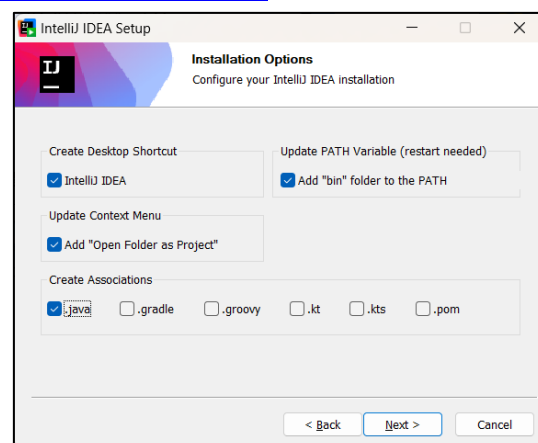 IntelliJ IDEA Setup
IJ
Installation Options
Configure your IntelliJ IDEA installation
Create Desktop Shortcut
IntelliJ IDEA
Update PATH Variable (restart needed)
Add "bin" folder to the PATH
Update Context Menu
Add "Open Folder as Project"
Create Associations
.java .gradle .groovy .kt .kts .pom
< Back Next > Cancel